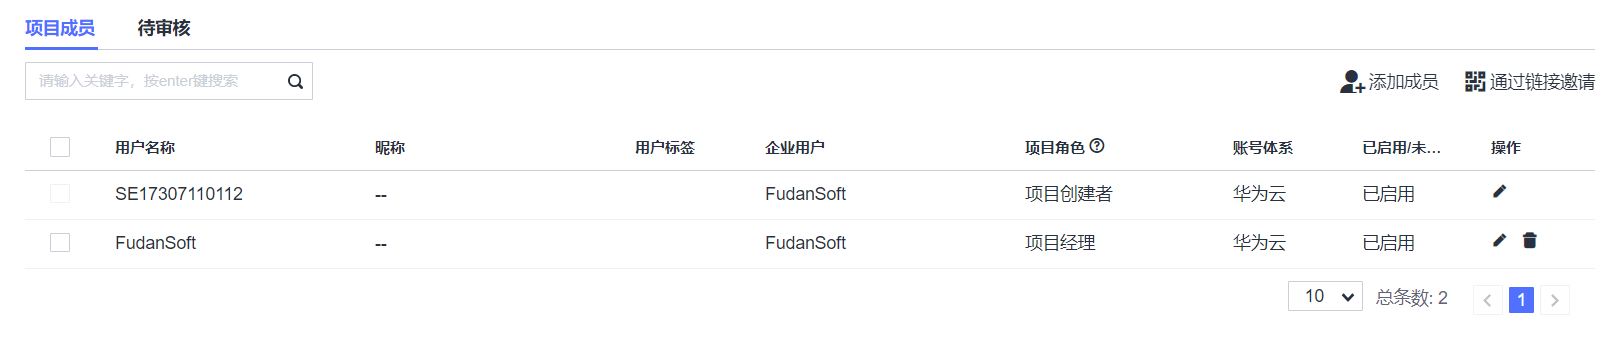 项目成员 待审核
请输入关键字，按enter键搜索 添加成员 通过链接邀请
用户名称 昵称 用户标签 企业用户 项目角色 账号体系 已启用/未... 操作
SE17307110112 -- FudanSoft 项目创建者 华为云 已启用
FudanSoft -- FudanSoft 项目经理 华为云 已启用
10 总条数: 2 1